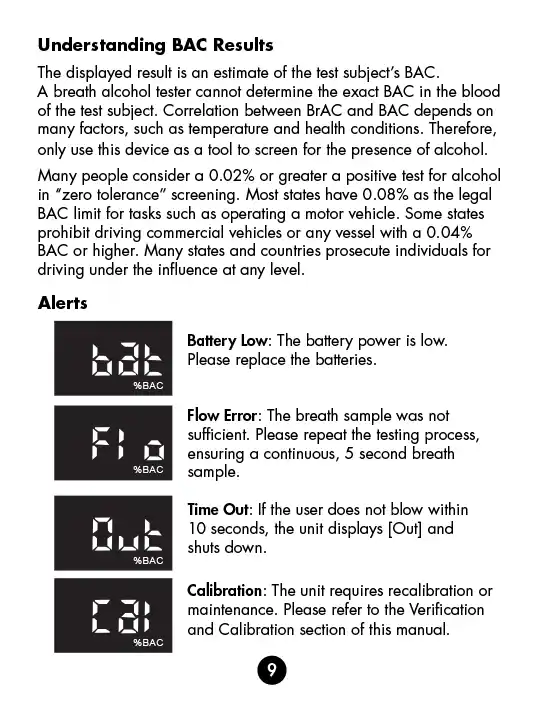 Understanding BAC Results
The displayed result is an estimate of the test subject's BAC.
A breath alcohol tester cannot determine the exact BAC in the blood
of the test subject. Correlation between BrAC and BAC depends on
many factors, such as temperature and health conditions. Therefore,
only use this device as a tool to screen for the presence of alcohol.
Many people consider a 0.02% or greater a positive test for alcohol
in “zero tolerance” screening. Most states have 0.08% as the legal
BAC limit for tasks such as operating a motor vehicle. Some states
prohibit driving commercial vehicles or any vessel with a 0.04%
BAC or higher. Many states and countries prosecute individuals for
driving under the influence at any level.
Alerts
bat
%BAC
Battery Low: The battery power is low.
Please replace the batteries.
Flo
%BAC
Flow Error: The breath sample was not
sufficient. Please repeat the testing process,
ensuring a continuous, 5 second breath
sample.
Out
%BAC
Time Out: If the user does not blow within
10 seconds, the unit displays [Out] and
shuts down.
Cal
%BAC
Calibration: The unit requires recalibration or
maintenance. Please refer to the Verification
and Calibration section of this manual.
9